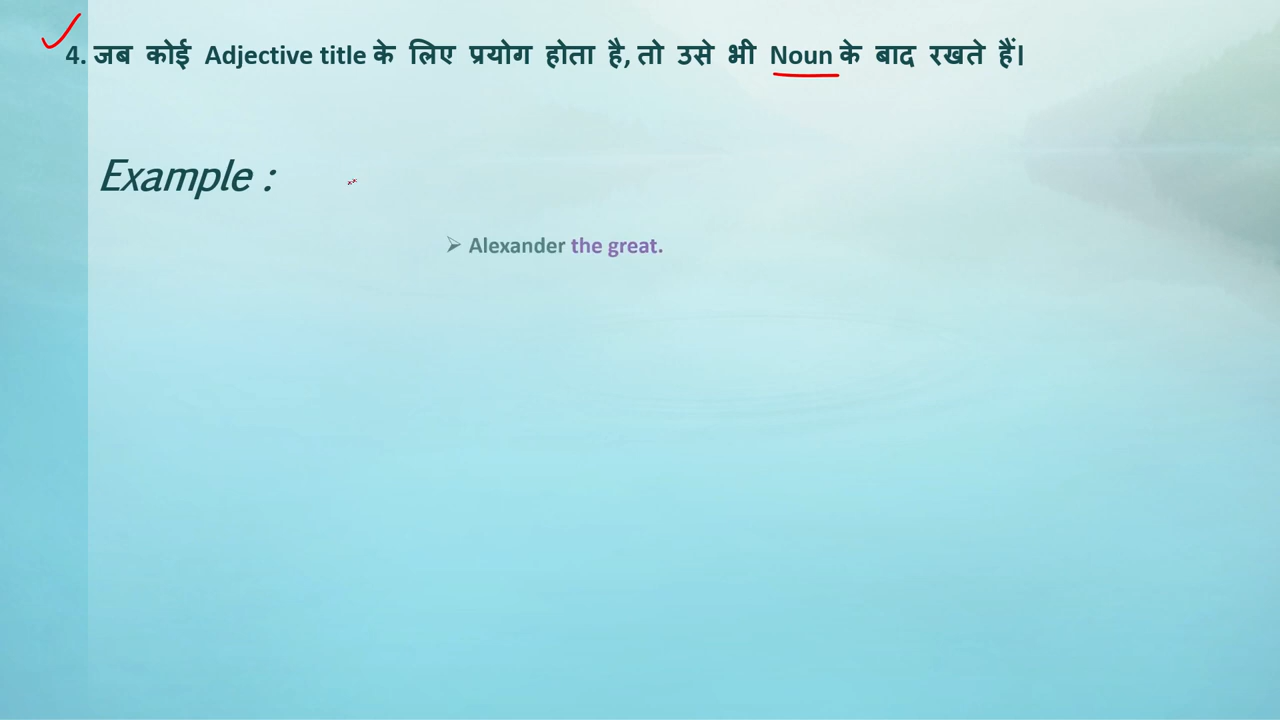 4. जब कोई Adjective title के लिए प्रयोग होता है, तो उसे भी Noun के बाद रखते हैं।
Example :
➢ Alexander the great.